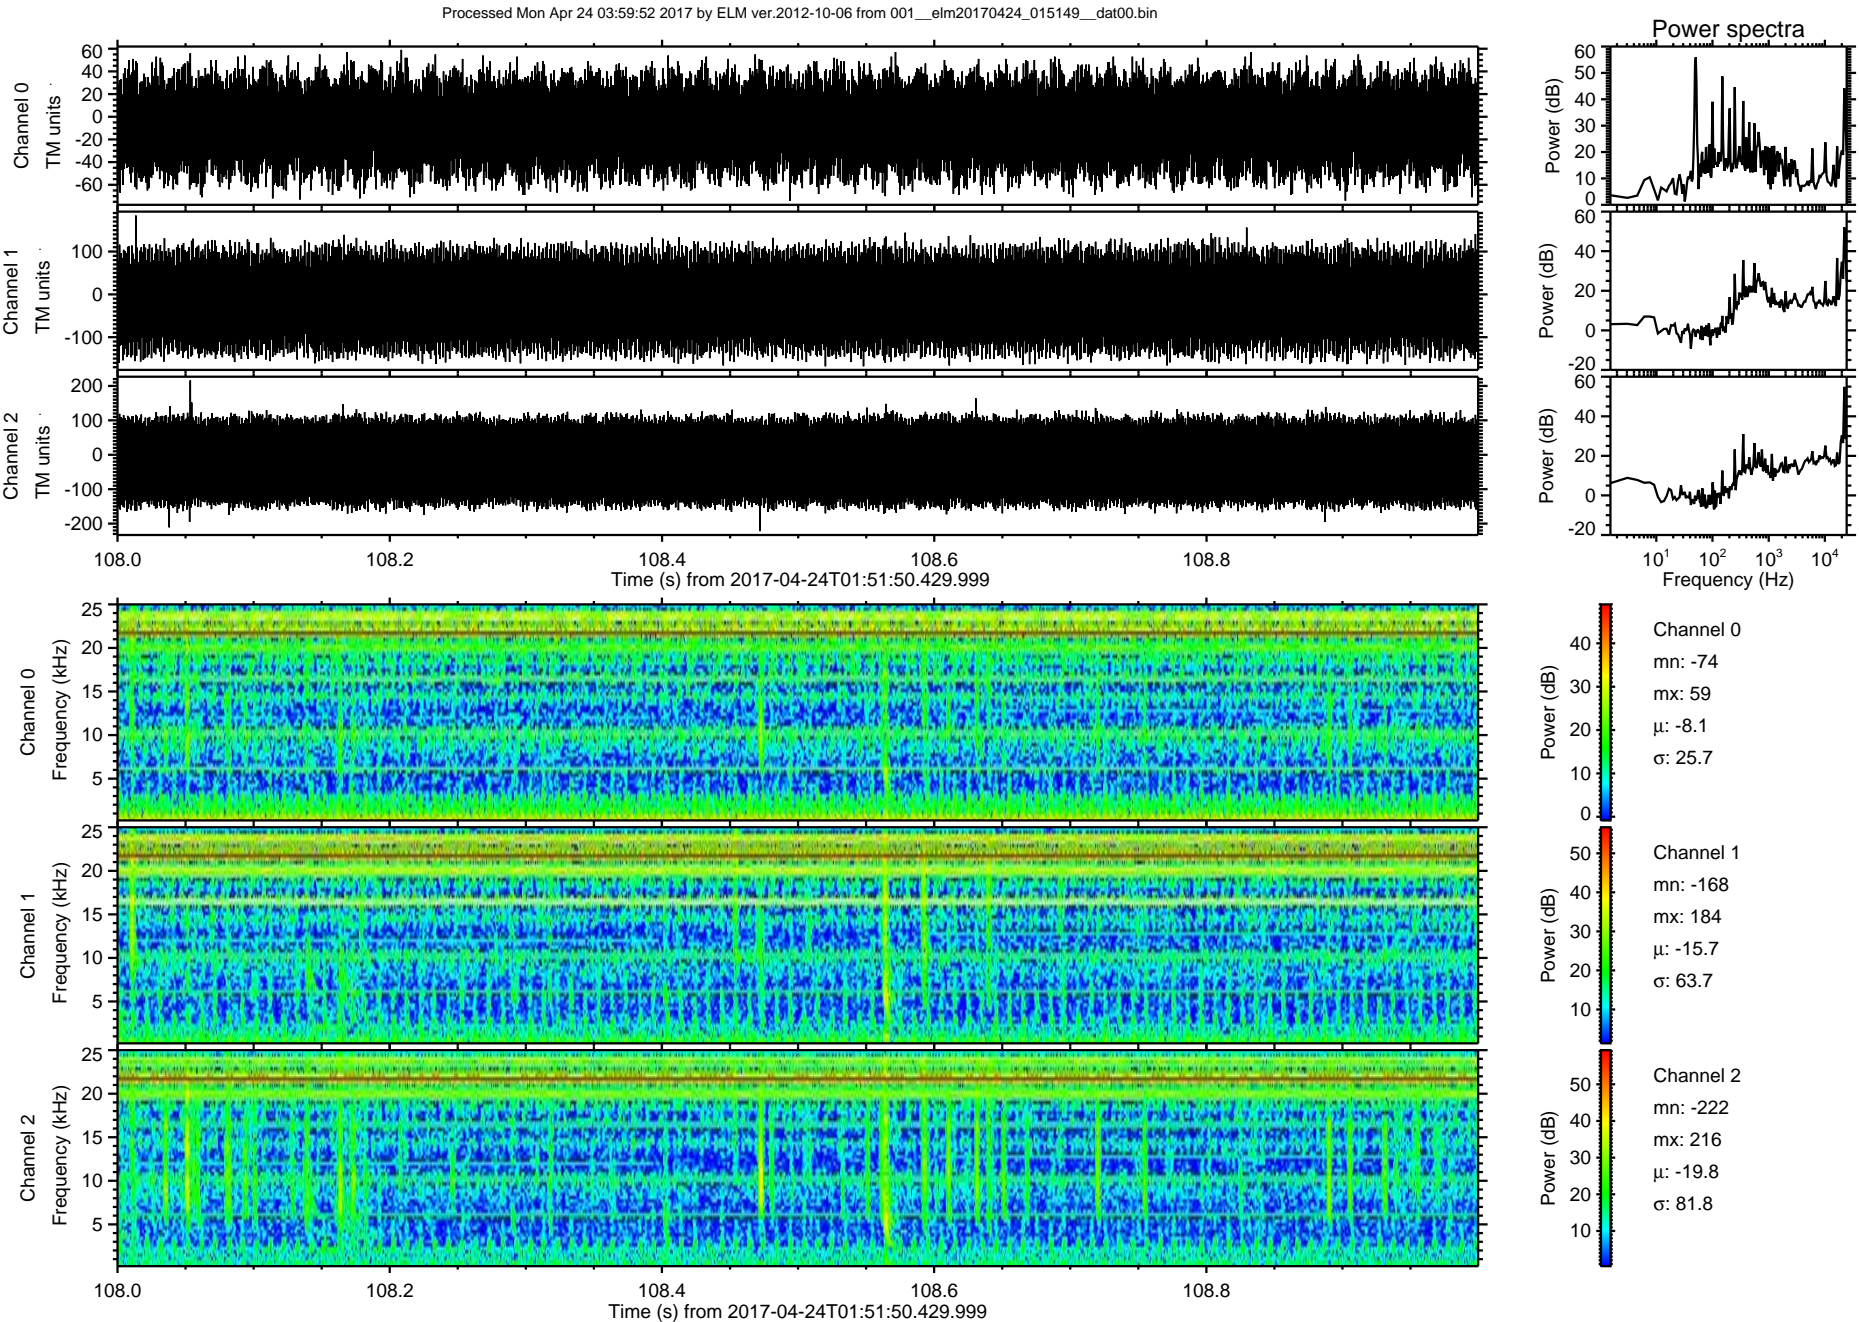 Processed Mon Apr 24 03:59:52 2017 by ELM ver.2012-10-06 from 001__elm20170424_015149__dat00.bin
Power spectra
Channel 0
TM units
60
40
20
0
-20
-40
-60
Power (dB)
60
50
40
30
20
10
0
Channel 1
TM units
100
0
-100
Power (dB)
60
40
20
0
-20
Channel 2
TM units
200
100
0
-100
-200
Power (dB)
60
40
20
0
-20
108.0 108.2 108.4 108.6 108.8
Time (s) from 2017-04-24T01:51:50.429.999
10¹ 10² 10³ 10⁴
Frequency (Hz)
Channel 0
Frequency (kHz)
25
20
15
10
5
Power (dB)
40
30
20
10
0
Channel 0
mn: -74
mx: 59
μ: -8.1
σ: 25.7
Channel 1
Frequency (kHz)
25
20
15
10
5
Power (dB)
50
40
30
20
10
Channel 1
mn: -168
mx: 184
μ: -15.7
σ: 63.7
Channel 2
Frequency (kHz)
25
20
15
10
5
Power (dB)
50
40
30
20
10
Channel 2
mn: -222
mx: 216
μ: -19.8
σ: 81.8
108.0 108.2 108.4 108.6 108.8
Time (s) from 2017-04-24T01:51:50.429.999